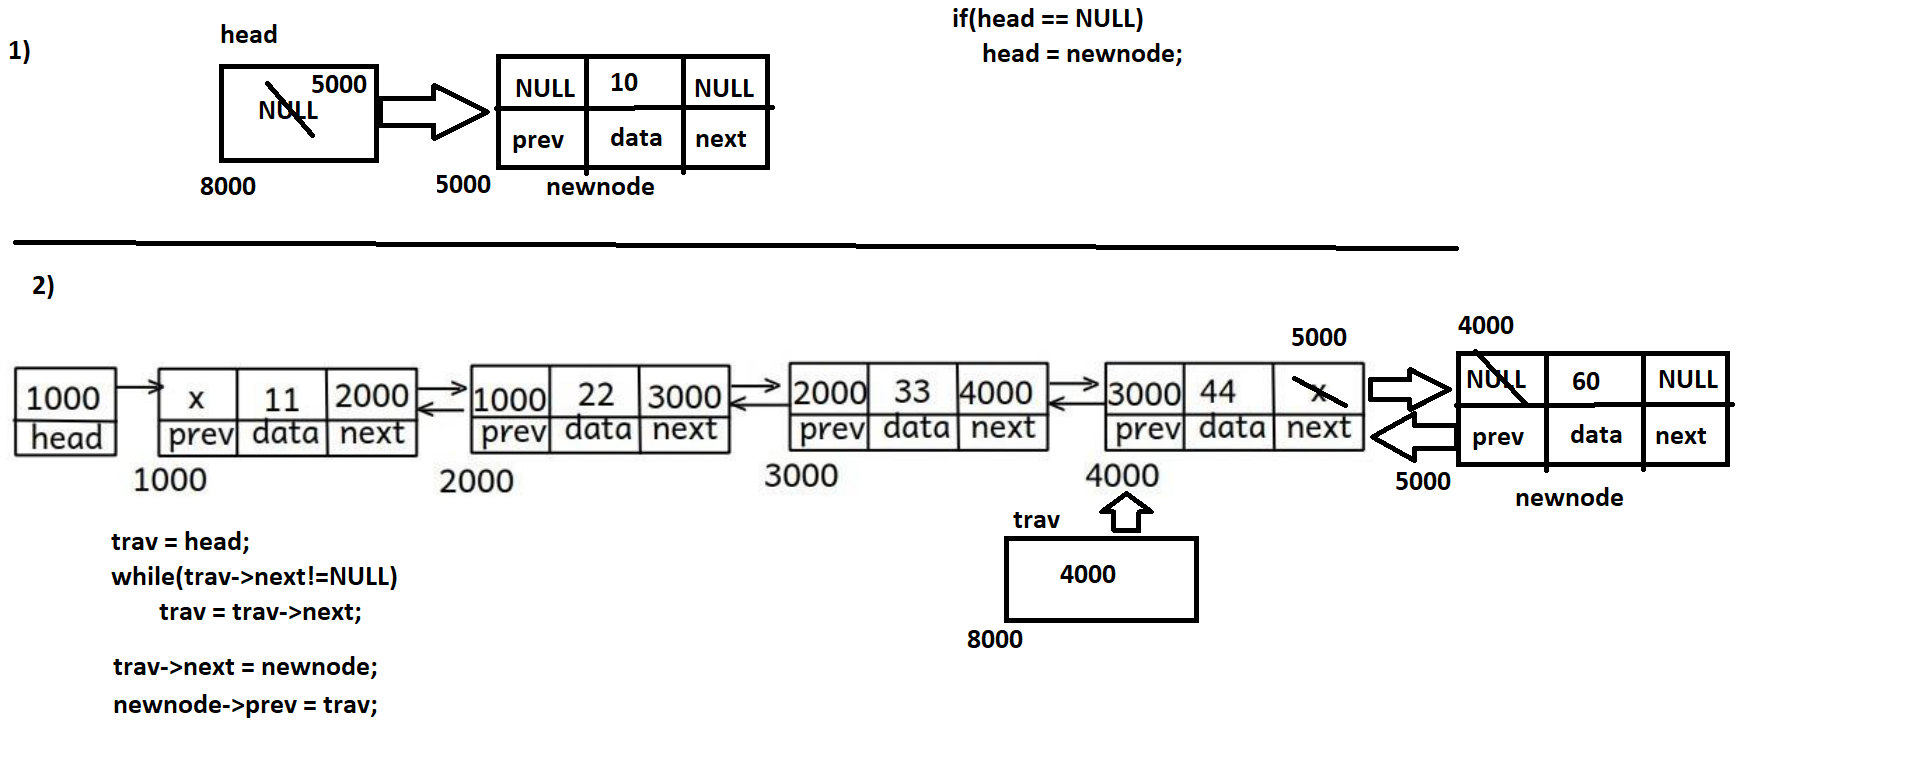 1)
head
if(head == NULL)
head = newnode;
5000
NULL
NULL 10 NULL
prev data next
8000
5000
newnode
2)
5000
4000
1000
head
x 11 2000
prev data next
1000 22 3000
prev data next
2000 33 4000
prev data next
3000 44 x
prev data next
NULL 60 NULL
prev data next
1000
2000
3000
4000
5000
newnode
trav
4000
8000
trav = head;
while(trav->next!=NULL)
trav = trav->next;
trav->next = newnode;
newnode->prev = trav;